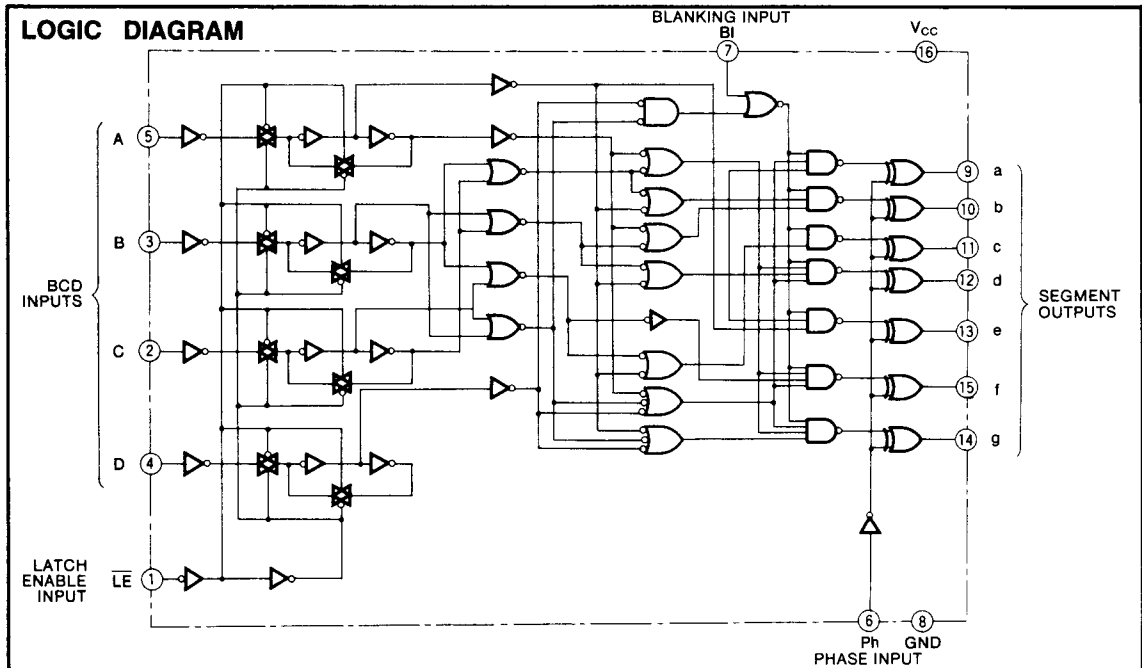 LOGIC DIAGRAM
BLANKING INPUT
BI
7
VCC
16
A 5
B 3
BCD
INPUTS
C 2
D 4
LATCH
ENABLE
INPUT
LE 1
9 a
10 b
11 c
12 d
SEGMENT
OUTPUTS
13 e
15 f
14 g
6 8
Ph GND
PHASE INPUT